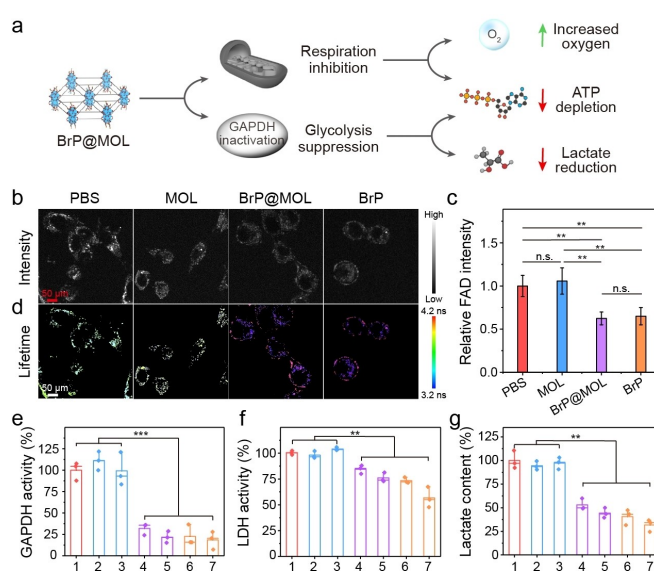 a
O₂
Increased
oxygen
Respiration
inhibition
ATP
depletion
BrP@MOL
GAPDH
inactivation
Glycolysis
suppression
Lactate
reduction
b
PBS
MOL
BrP@MOL
BrP
Intensity
50 μm
High
Low
c
Relative FAD intensity
1.5
1.0
0.5
0.0
**
**
**
n.s.
**
n.s.
PBS
MOL
BrP@MOL
BrP
d
Lifetime
50 μm
4.2 ns
3.2 ns
e
GAPDH activity (%)
125
100
75
50
25
0
***
1 2 3 4 5 6 7
f
LDH activity (%)
100
75
50
25
0
**
1 2 3 4 5 6 7
g
Lactate content (%)
125
100
75
50
25
0
**
1 2 3 4 5 6 7